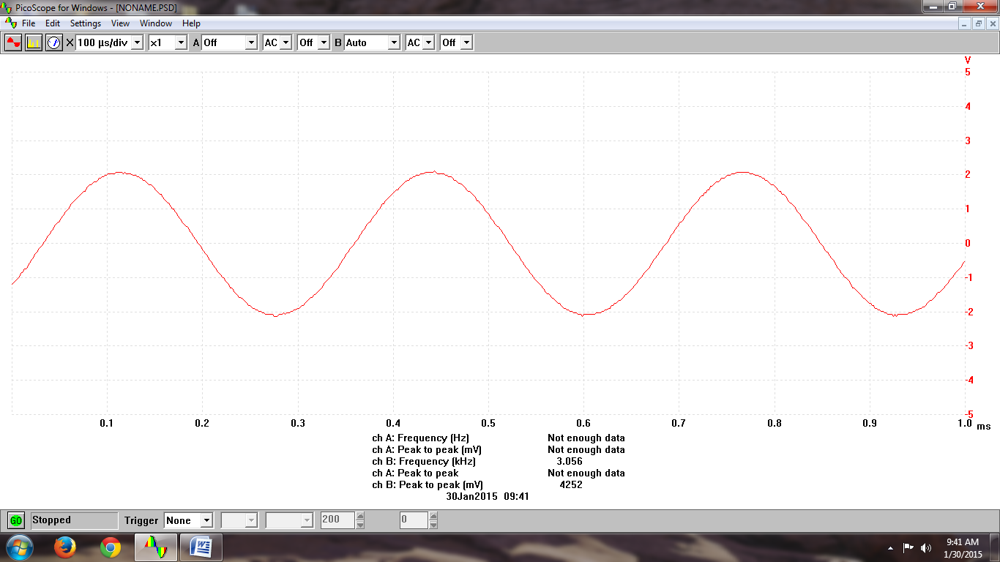 PicoScope for Windows - [NONAME.PSD]
File Edit Settings View Window Help
X 100 µs/div x1 A Off AC Off B Auto AC Off
V
5
4
3
2
1
0
-1
-2
-3
-4
-5
0.1 0.2 0.3 0.4 0.5 0.6 0.7 0.8 0.9 1.0 ms
ch A: Frequency (Hz) Not enough data
ch A: Peak to peak (mV) Not enough data
ch B: Frequency (kHz) 3.056
ch A: Peak to peak Not enough data
ch B: Peak to peak (mV) 4252
30Jan2015 09:41
GO Stopped Trigger None 200 0
9:41 AM
1/30/2015